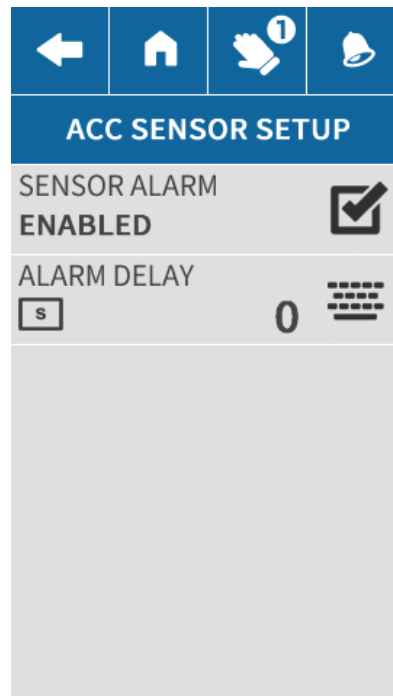 1
ACC SENSOR SETUP
SENSOR ALARM
ENABLED
ALARM DELAY
s
0